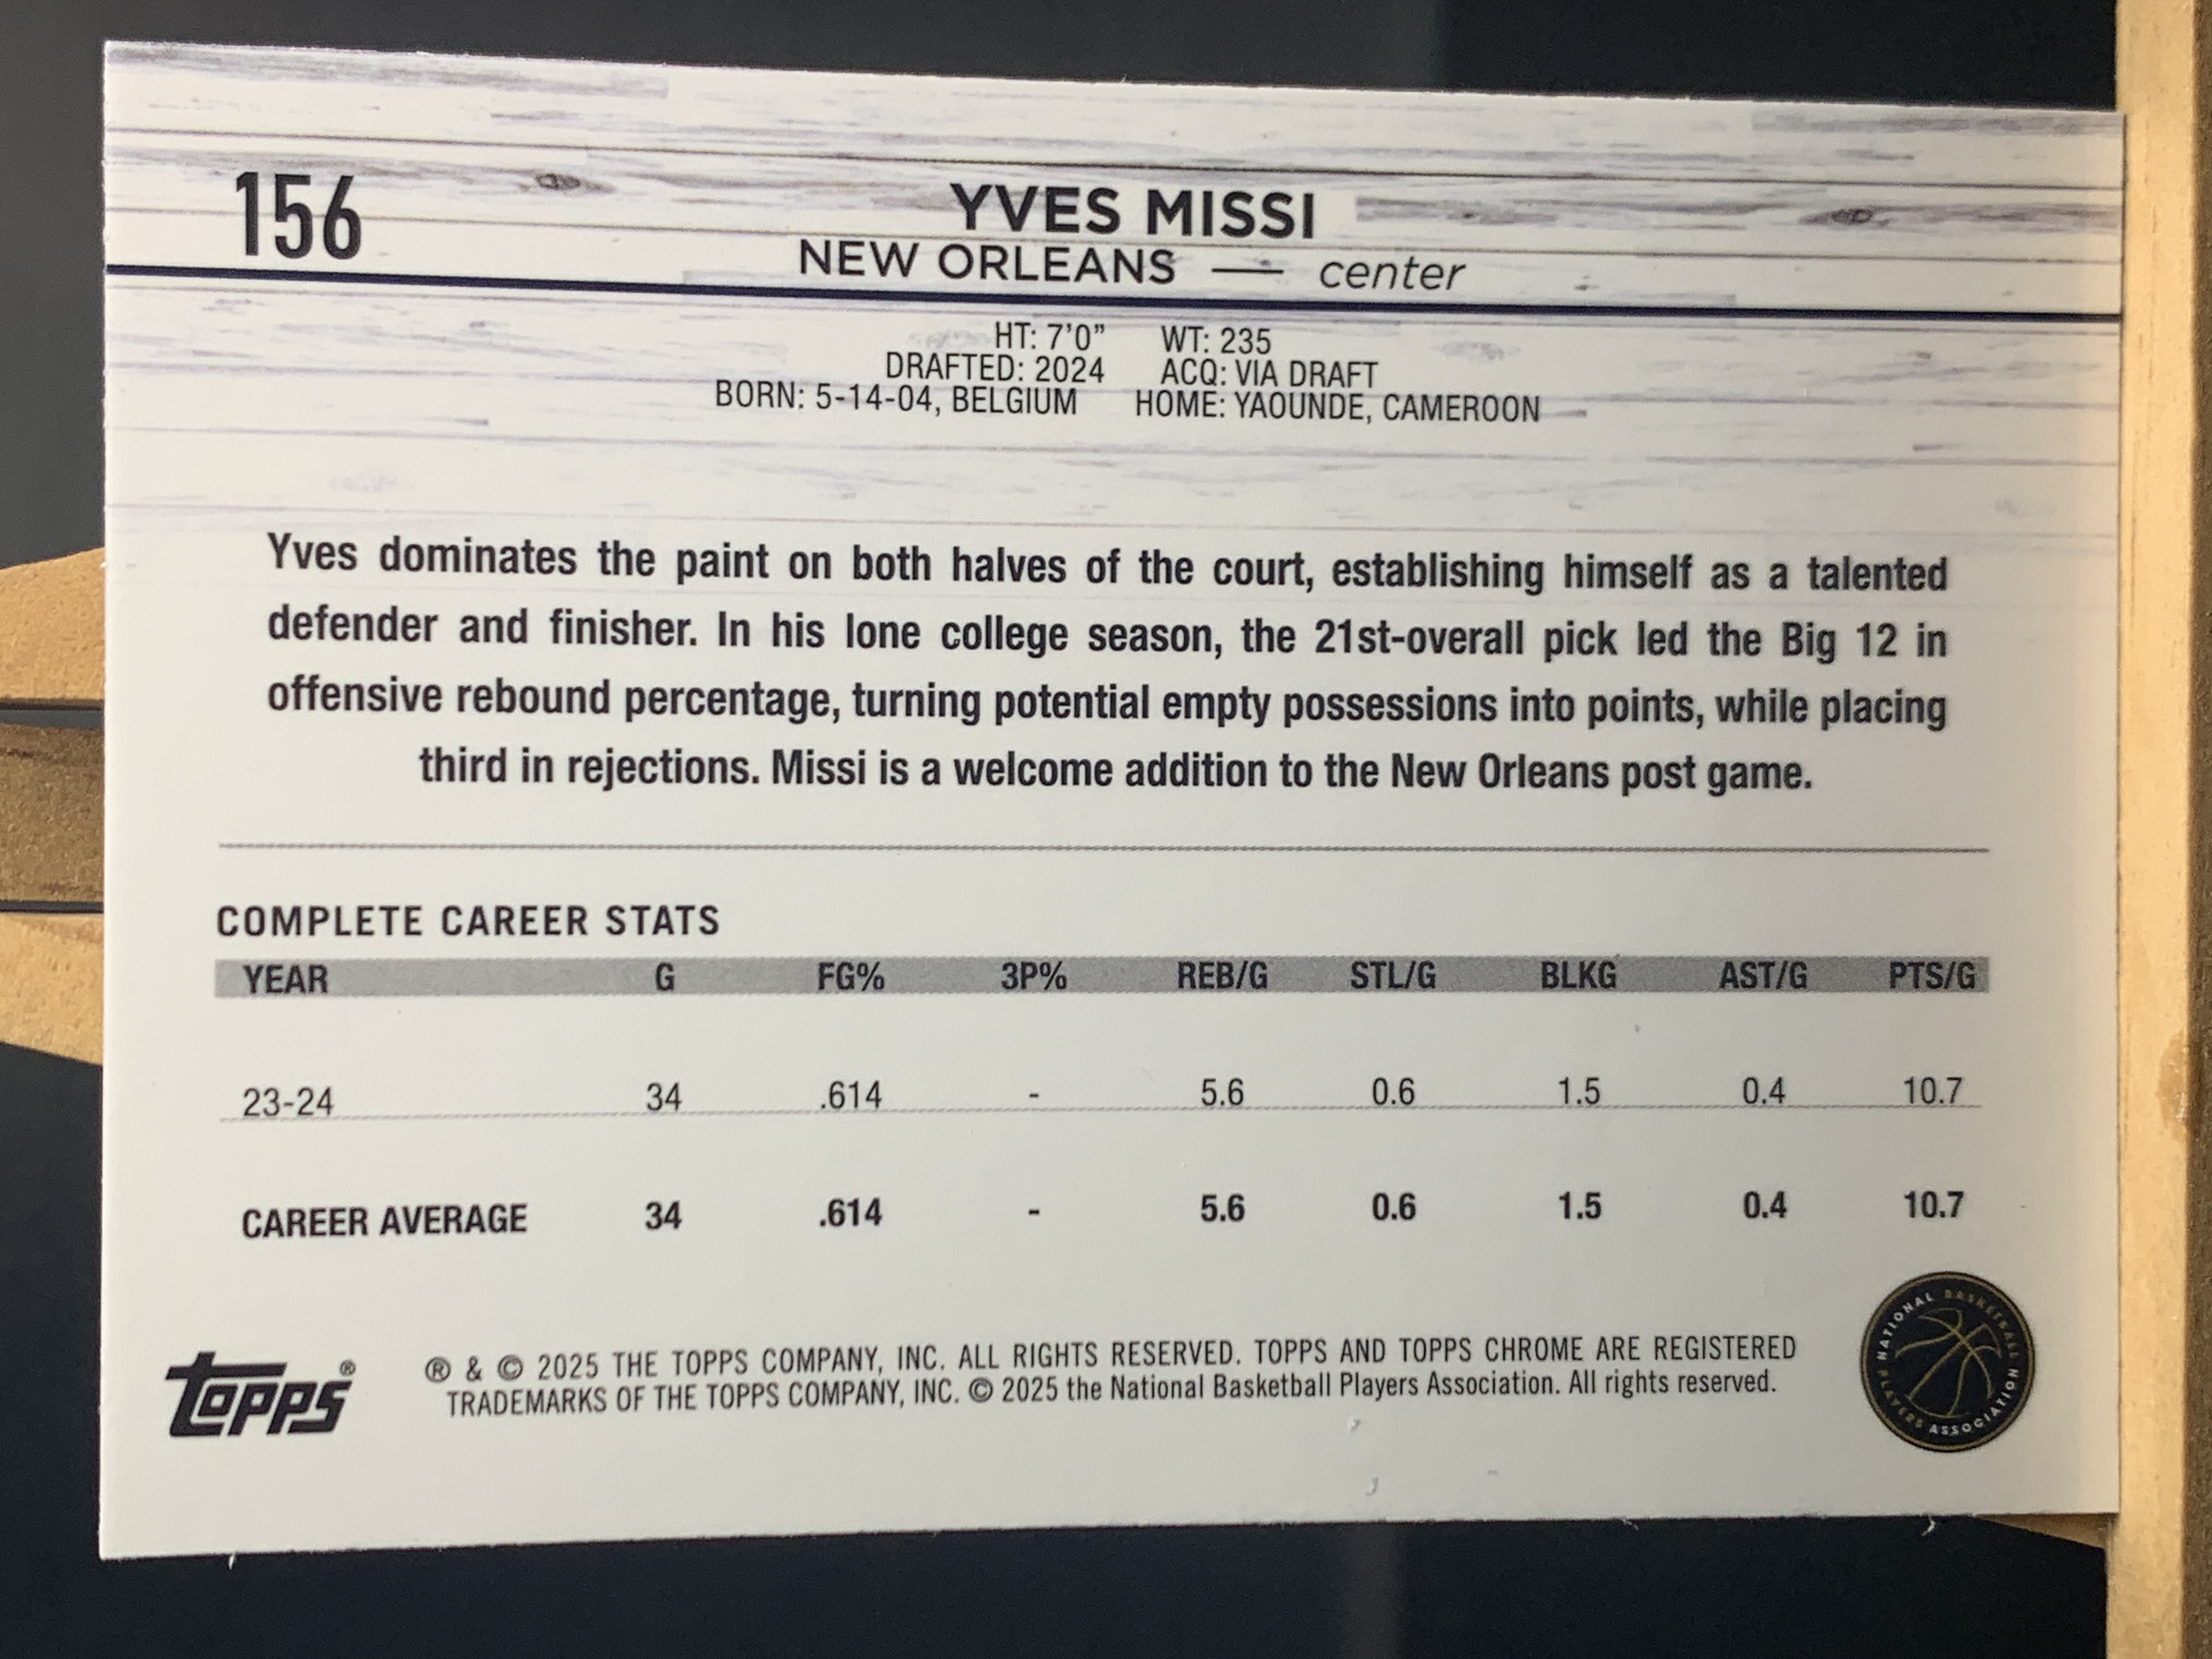 156
YVES MISSI
NEW ORLEANS — center
HT: 7'0” WT: 235
DRAFTED: 2024 ACQ: VIA DRAFT
BORN: 5-14-04, BELGIUM HOME: YAOUNDE, CAMEROON
Yves dominates the paint on both halves of the court, establishing himself as a talented
defender and finisher. In his lone college season, the 21st-overall pick led the Big 12 in
offensive rebound percentage, turning potential empty possessions into points, while placing
third in rejections. Missi is a welcome addition to the New Orleans post game.
COMPLETE CAREER STATS
YEAR G FG% 3P% REB/G STL/G BLKG AST/G PTS/G
23-24 34 .614 - 5.6 0.6 1.5 0.4 10.7
CAREER AVERAGE 34 .614 - 5.6 0.6 1.5 0.4 10.7
TOPPS®
® & © 2025 THE TOPPS COMPANY, INC. ALL RIGHTS RESERVED. TOPPS AND TOPPS CHROME ARE REGISTERED
TRADEMARKS OF THE TOPPS COMPANY, INC. © 2025 the National Basketball Players Association. All rights reserved.
NATIONAL BASKETBALL PLAYERS ASSOCIATION